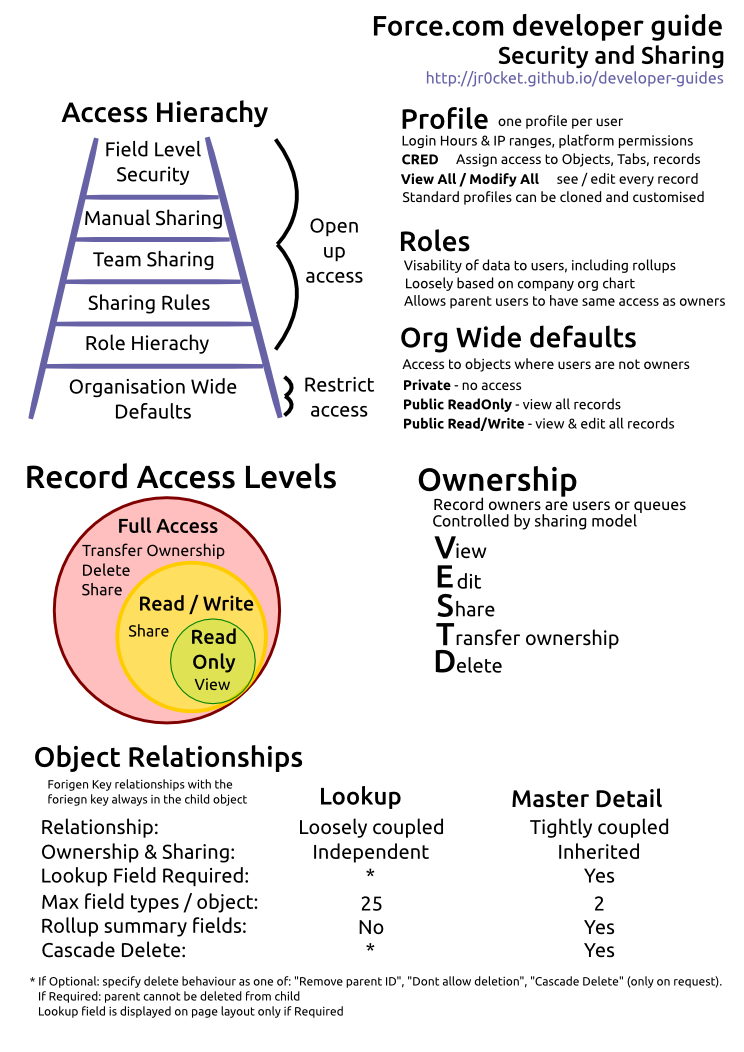 Force.com developer guide
Security and Sharing
http://jr0cket.github.io/developer-guides
Access Hierachy
Field Level
Security
Manual Sharing
Team Sharing
Sharing Rules
Role Hierachy
Organisation Wide
Defaults
Open
up
access
Restrict
access
Profile one profile per user
Login Hours & IP ranges, platform permissions
CRED Assign access to Objects, Tabs, records
View All / Modify All see / edit every record
Standard profiles can be cloned and customised
Roles
Visability of data to users, including rollups
Loosely based on company org chart
Allows parent users to have same access as owners
Org Wide defaults
Access to objects where users are not owners
Private - no access
Public ReadOnly - view all records
Public Read/Write - view & edit all records
Record Access Levels
Full Access
Transfer Ownership
Delete
Share
Read / Write
Share
Read
Only
View
Ownership
Record owners are users or queues
Controlled by sharing model
View
Edit
Share
Transfer ownership
Delete
Object Relationships
Forigen Key relationships with the
foriegn key always in the child object
Lookup Master Detail
Relationship: Loosely coupled Tightly coupled
Ownership & Sharing: Independent Inherited
Lookup Field Required: * Yes
Max field types / object: 25 2
Rollup summary fields: No Yes
Cascade Delete: * Yes
* If Optional: specify delete behaviour as one of: "Remove parent ID", "Dont allow deletion", "Cascade Delete" (only on request).
If Required: parent cannot be deleted from child
Lookup field is displayed on page layout only if Required